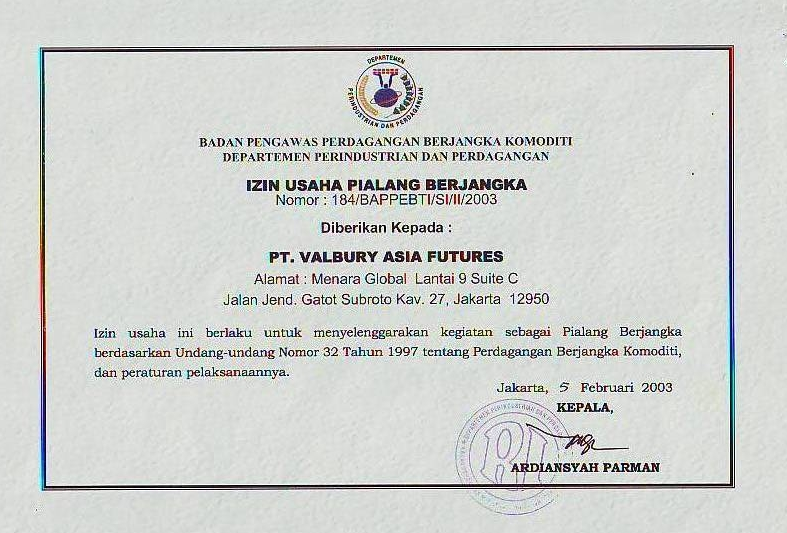 DEPARTEMEN
PERINDUSTRIAN DAN PERDAGANGAN
BADAN PENGAWAS PERDAGANGAN BERJANGKA KOMODITI
DEPARTEMEN PERINDUSTRIAN DAN PERDAGANGAN
IZIN USAHA PIALANG BERJANGKA
Nomor : 184/BAPPEBTI/SI/II/2003
Diberikan Kepada :
PT. VALBURY ASIA FUTURES
Alamat : Menara Global Lantai 9 Suite C
Jalan Jend. Gatot Subroto Kav. 27, Jakarta 12950
Izin usaha ini berlaku untuk menyelenggarakan kegiatan sebagai Pialang Berjangka
berdasarkan Undang-undang Nomor 32 Tahun 1997 tentang Perdagangan Berjangka Komoditi,
dan peraturan pelaksanaannya.
Jakarta, 5 Februari 2003
KEPALA,
ARDIANSYAH PARMAN